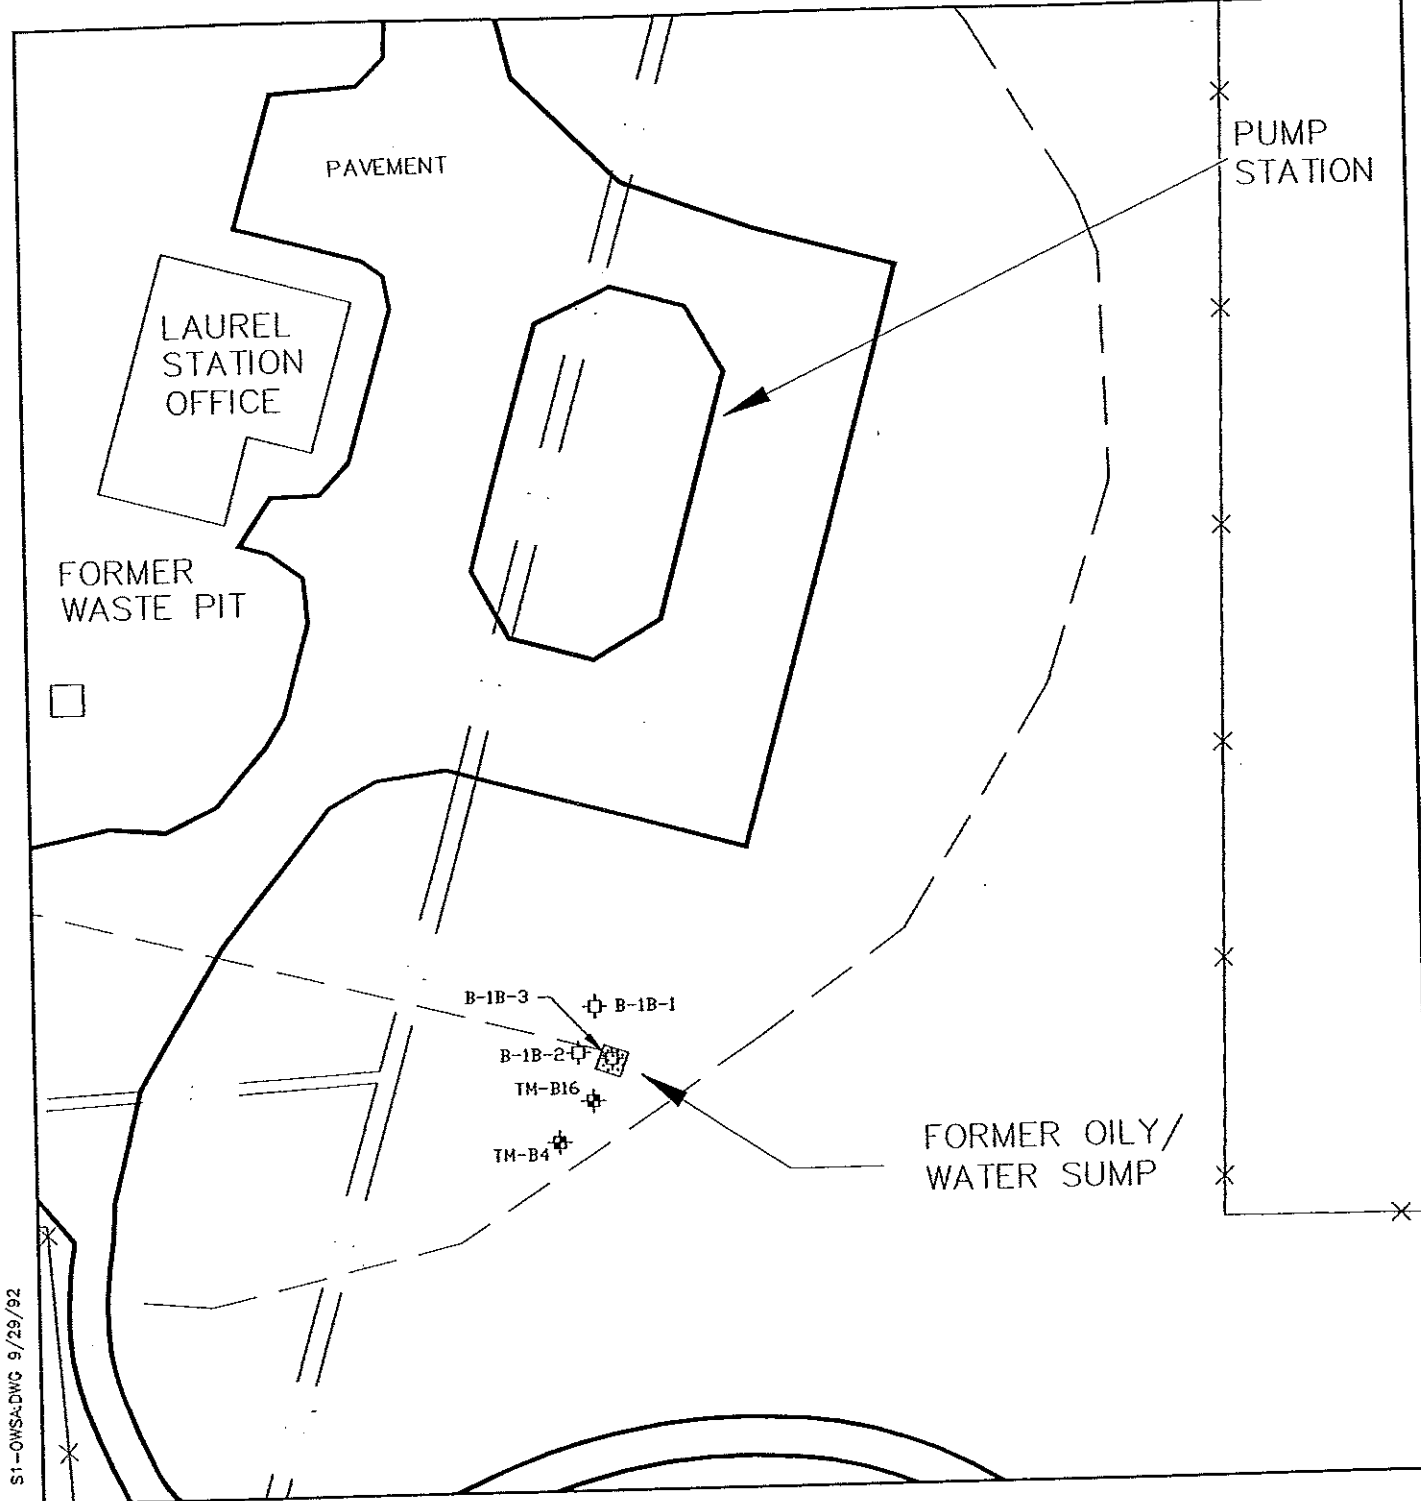 PUMP
STATION
PAVEMENT
LAUREL
STATION
OFFICE
FORMER
WASTE PIT
B-1B-3
B-1B-1
B-1B-2
TM-B16
TM-B4
FORMER OILY/
WATER SUMP
S1-OWSA.DWG 9/29/92